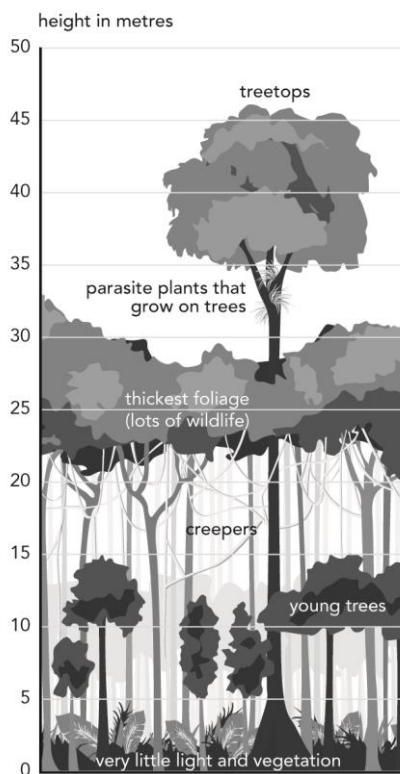 height in metres
50
45
treetops
40
35
parasite plants that
grow on trees
30
thickest foliage
(lots of wildlife)
25
20
creepers
15
young trees
10
5
very little light and vegetation
0